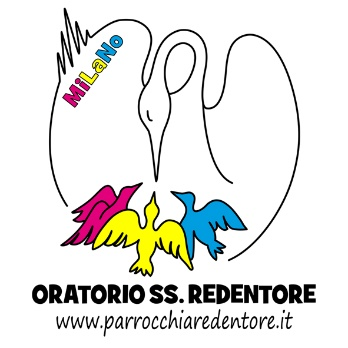 MiLaNo
ORATORIO SS. REDENTORE
www.parrocchiaredentore.it